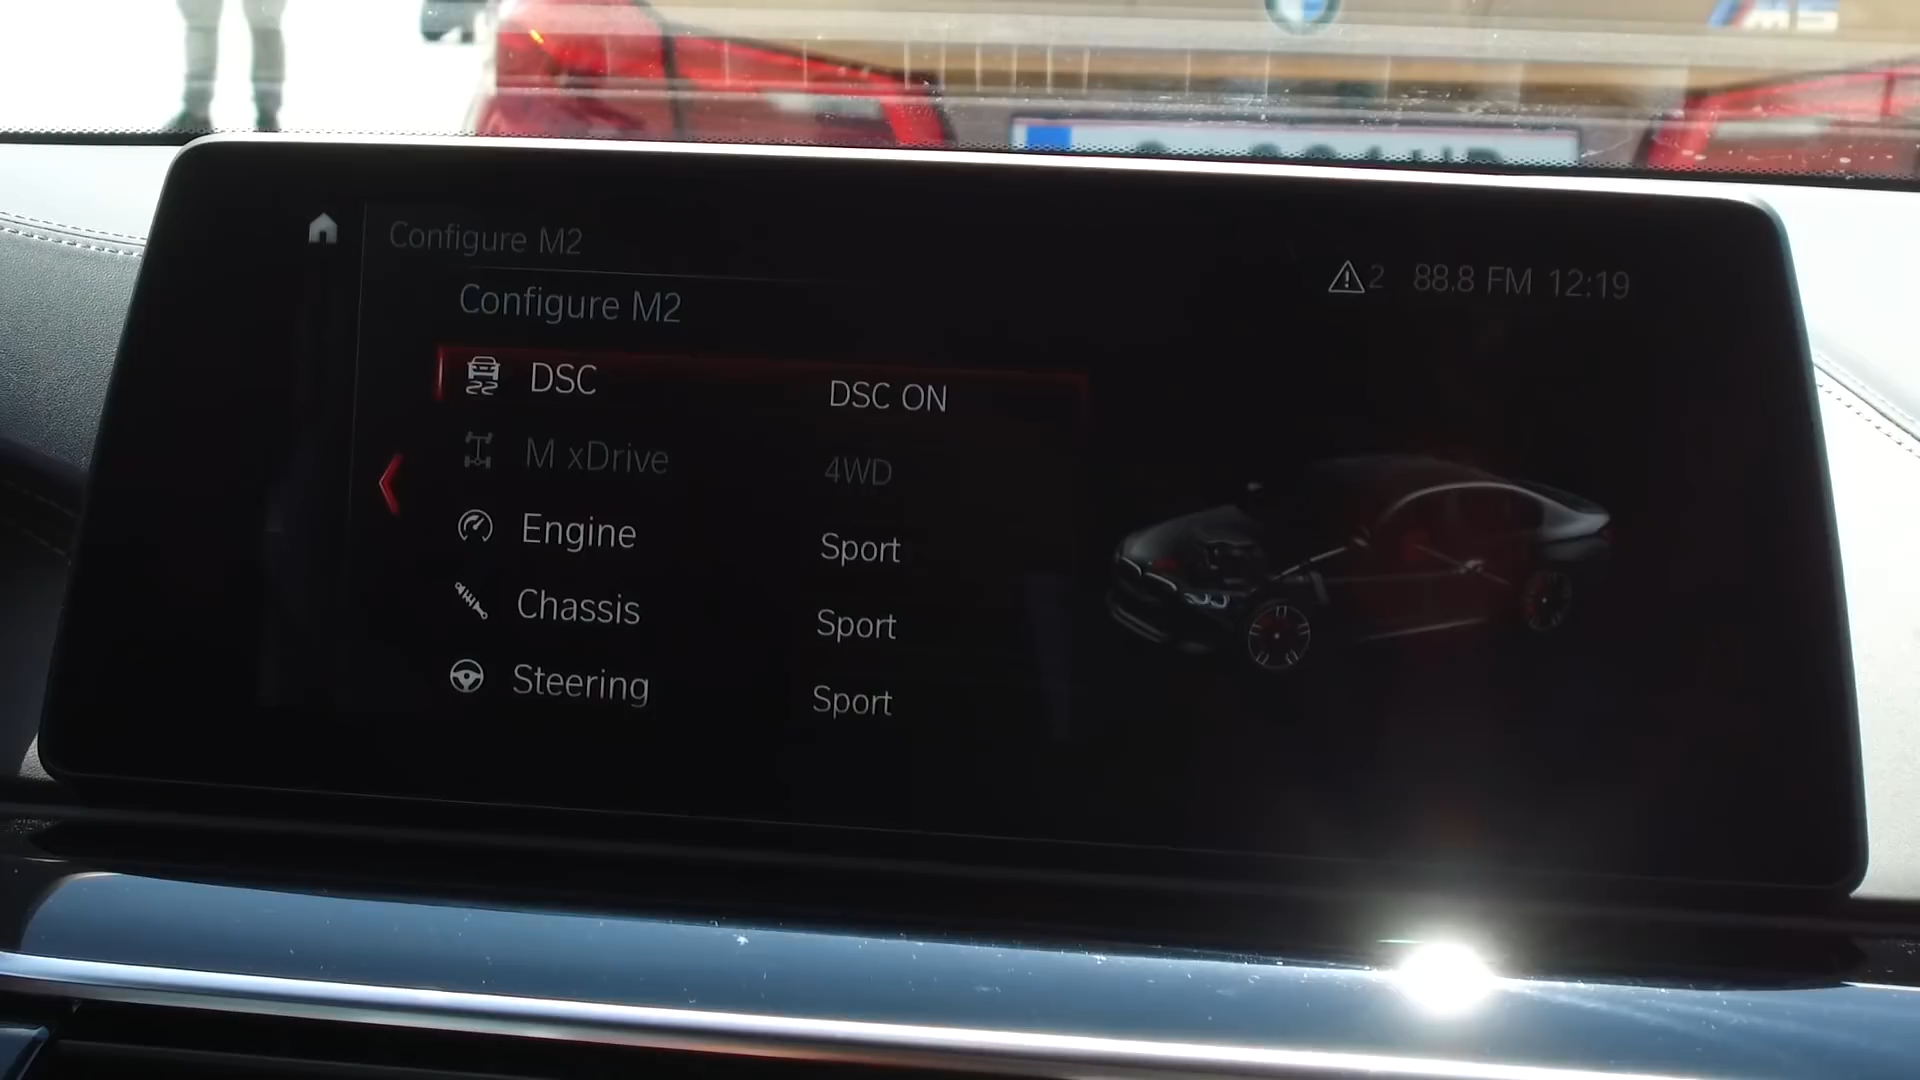 Configure M2
2 88.8 FM 12:19
Configure M2
DSC DSC ON
M xDrive 4WD
Engine Sport
Chassis Sport
Steering Sport